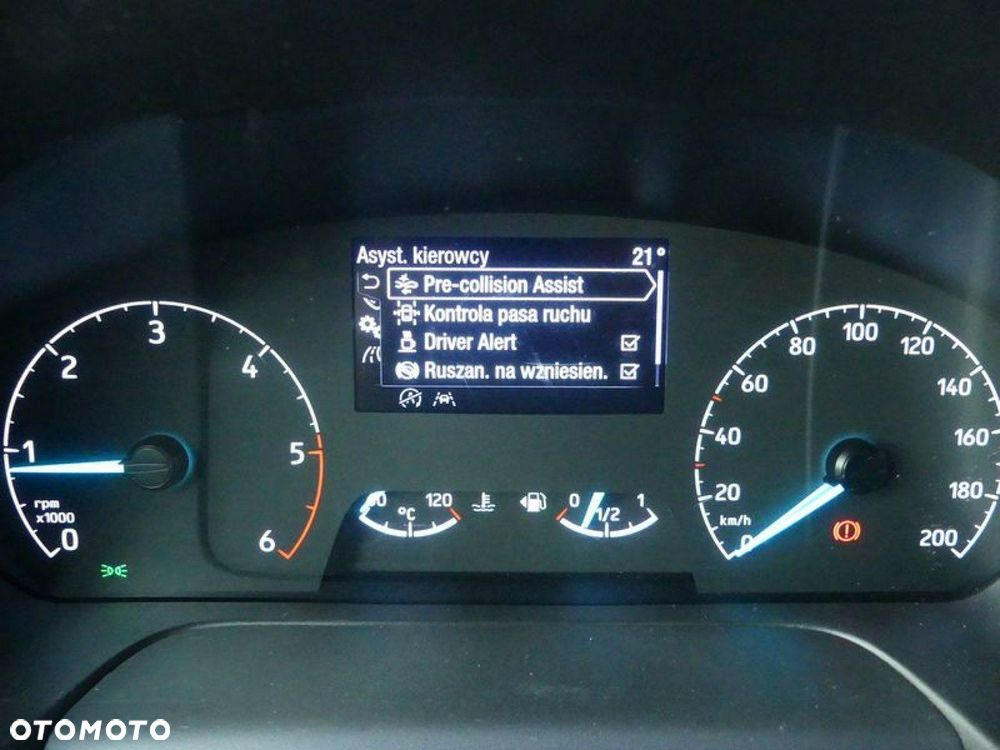 Asyst. kierowcy 21°
Pre-collision Assist
Kontrola pasa ruchu
Driver Alert
Ruszan. na wzniesien.
0 1 2 3 4 5 6
rpm
x1000
120
°C
0 1/2 1
0 20 40 60 80 100 120 140 160 180 200
km/h
OTOMOTO